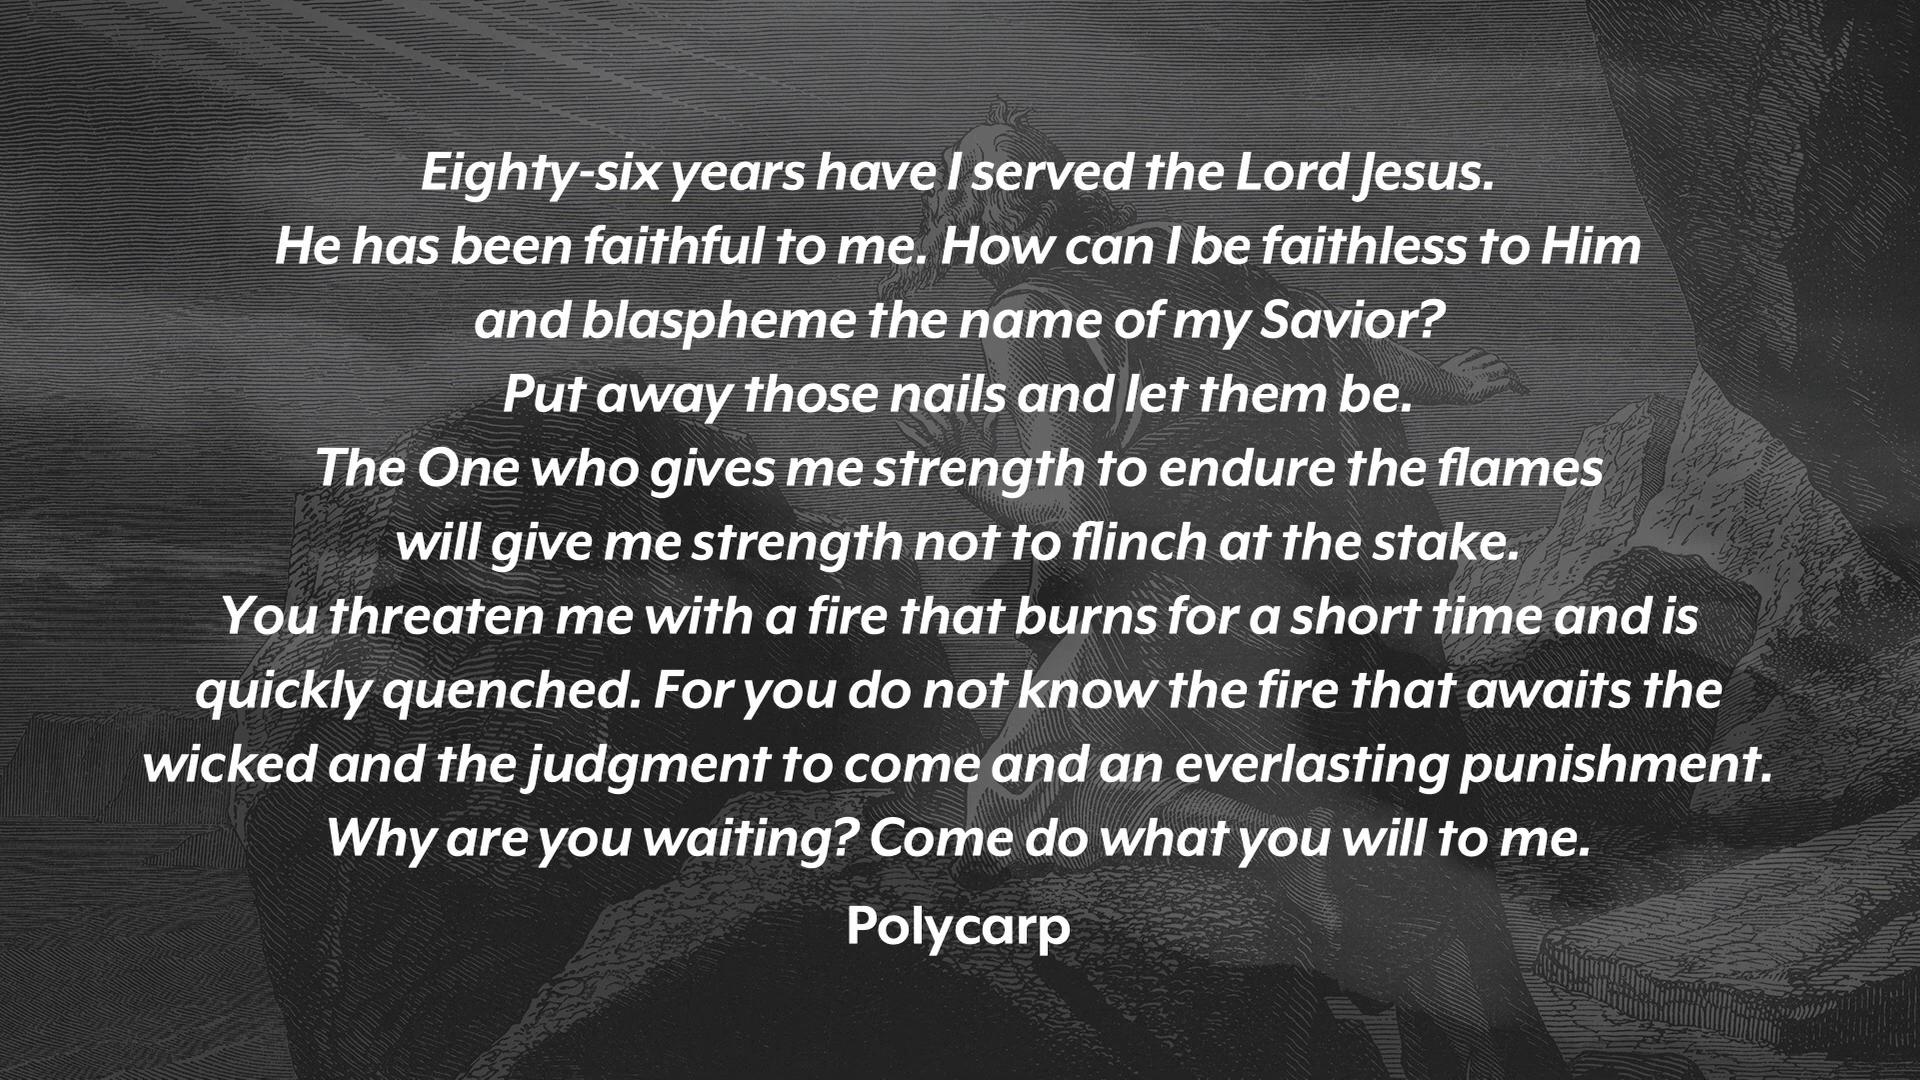 Eighty-six years have I served the Lord Jesus.
He has been faithful to me. How can I be faithless to Him
and blaspheme the name of my Savior?
Put away those nails and let them be.
The One who gives me strength to endure the flames
will give me strength not to flinch at the stake.
You threaten me with a fire that burns for a short time and is
quickly quenched. For you do not know the fire that awaits the
wicked and the judgment to come and an everlasting punishment.
Why are you waiting? Come do what you will to me.
Polycarp